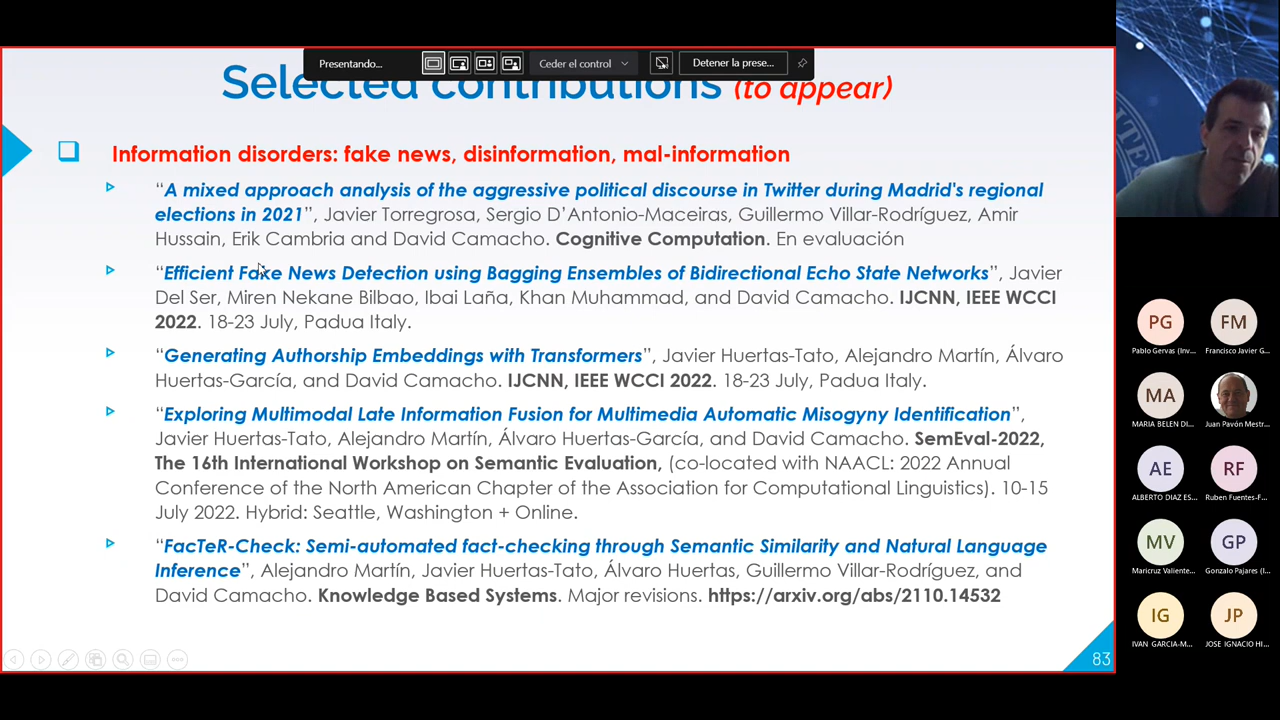 Presentando...
Ceder el control
Detener la prese...
Selected contributions (to appear)
Information disorders: fake news, disinformation, mal-information
“A mixed approach analysis of the aggressive political discourse in Twitter during Madrid's regional
elections in 2021”, Javier Torregrosa, Sergio D’Antonio-Maceiras, Guillermo Villar-Rodríguez, Amir
Hussain, Erik Cambria and David Camacho. Cognitive Computation. En evaluación
“Efficient Fake News Detection using Bagging Ensembles of Bidirectional Echo State Networks”, Javier
Del Ser, Miren Nekane Bilbao, Ibai Laña, Khan Muhammad, and David Camacho. IJCNN, IEEE WCCI
2022. 18-23 July, Padua Italy.
“Generating Authorship Embeddings with Transformers”, Javier Huertas-Tato, Alejandro Martín, Álvaro
Huertas-García, and David Camacho. IJCNN, IEEE WCCI 2022. 18-23 July, Padua Italy.
“Exploring Multimodal Late Information Fusion for Multimedia Automatic Misogyny Identification”,
Javier Huertas-Tato, Alejandro Martín, Álvaro Huertas-García, and David Camacho. SemEval-2022,
The 16th International Workshop on Semantic Evaluation, (co-located with NAACL: 2022 Annual
Conference of the North American Chapter of the Association for Computational Linguistics). 10-15
July 2022. Hybrid: Seattle, Washington + Online.
“FacTeR-Check: Semi-automated fact-checking through Semantic Similarity and Natural Language
Inference”, Alejandro Martín, Javier Huertas-Tato, Álvaro Huertas, Guillermo Villar-Rodríguez, and
David Camacho. Knowledge Based Systems. Major revisions. https://arxiv.org/abs/2110.14532
83
PG
Pablo Gervas (Inv...
FM
Francisco Javier G...
MA
MARIA BELEN DI...
Juan Pavón Mestr...
AE
ALBERTO DIAZ ES...
RF
Ruben Fuentes-F...
MV
Maricruz Valiente...
GP
Gonzalo Pajares (I...
IG
IVAN GARCIA-M...
JP
JOSE IGNACIO HI...